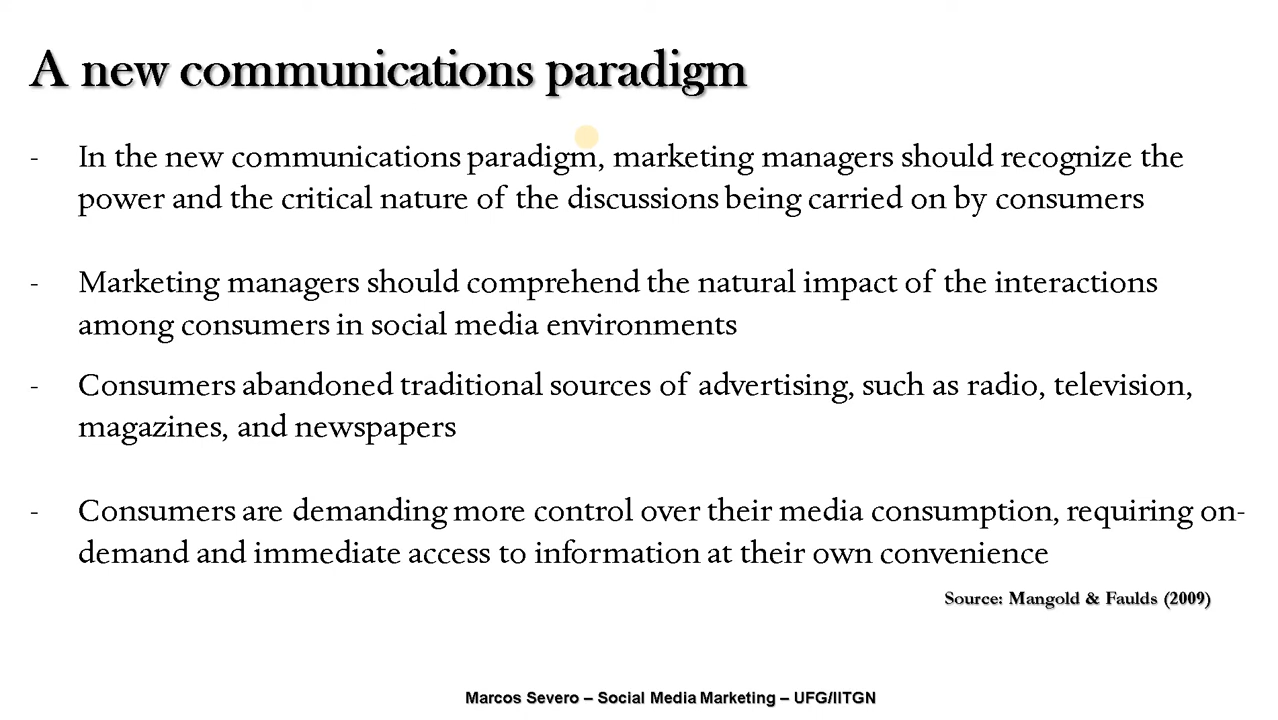 A new communications paradigm
- In the new communications paradigm, marketing managers should recognize the
power and the critical nature of the discussions being carried on by consumers
- Marketing managers should comprehend the natural impact of the interactions
among consumers in social media environments
- Consumers abandoned traditional sources of advertising, such as radio, television,
magazines, and newspapers
- Consumers are demanding more control over their media consumption, requiring on-
demand and immediate access to information at their own convenience
Source: Mangold & Faulds (2009)
Marcos Severo – Social Media Marketing – UFG/IITGN